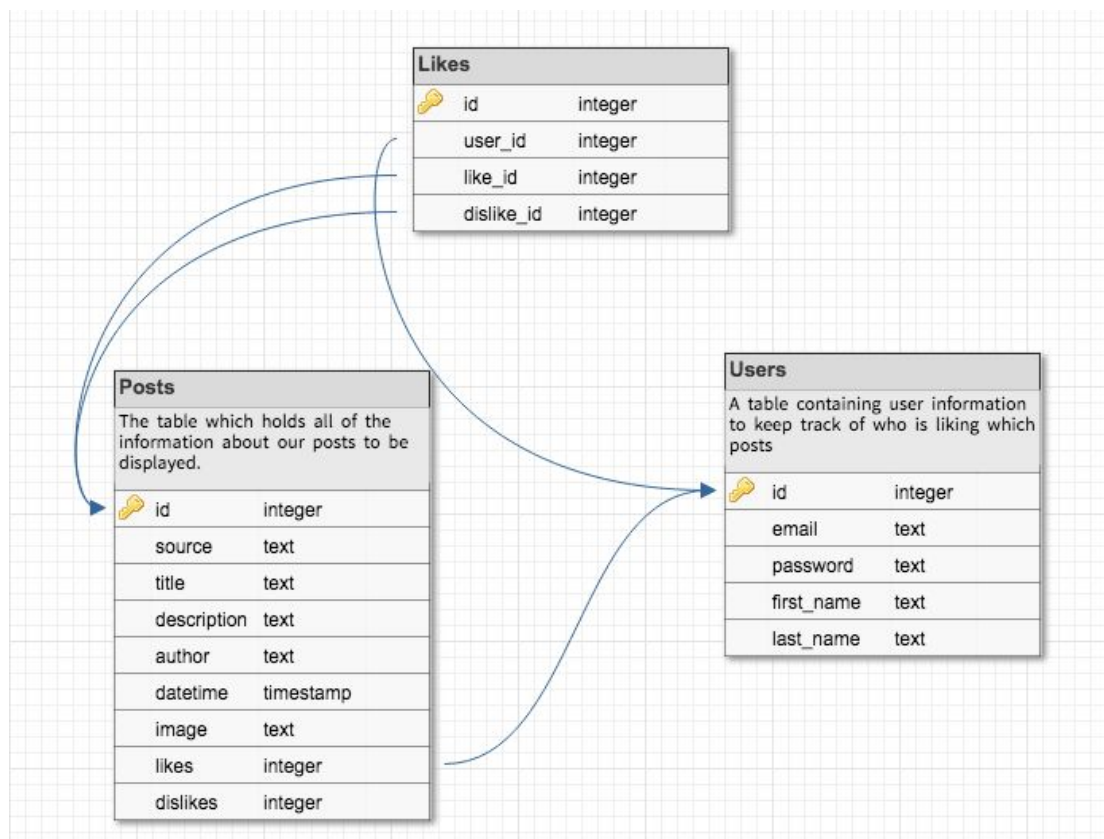 Likes
id integer
user_id integer
like_id integer
dislike_id integer
Posts
The table which holds all of the
information about our posts to be
displayed.
id integer
source text
title text
description text
author text
datetime timestamp
image text
likes integer
dislikes integer
Users
A table containing user information
to keep track of who is liking which
posts
id integer
email text
password text
first_name text
last_name text